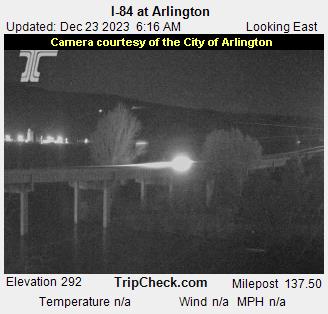 I-84 at Arlington
Updated: Dec 23 2023 6:16 AM Looking East
Camera courtesy of the City of Arlington
Elevation 292 TripCheck.com Milepost 137.50
Temperature n/a Wind n/a MPH n/a